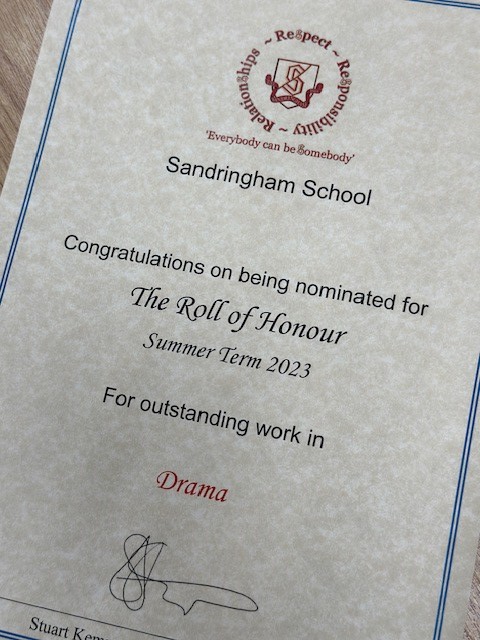 ~ Respect ~ Responsibility ~ Relationships
'Everybody can be Somebody'
Sandringham School
Congratulations on being nominated for
The Roll of Honour
Summer Term 2023
For outstanding work in
Drama
Stuart